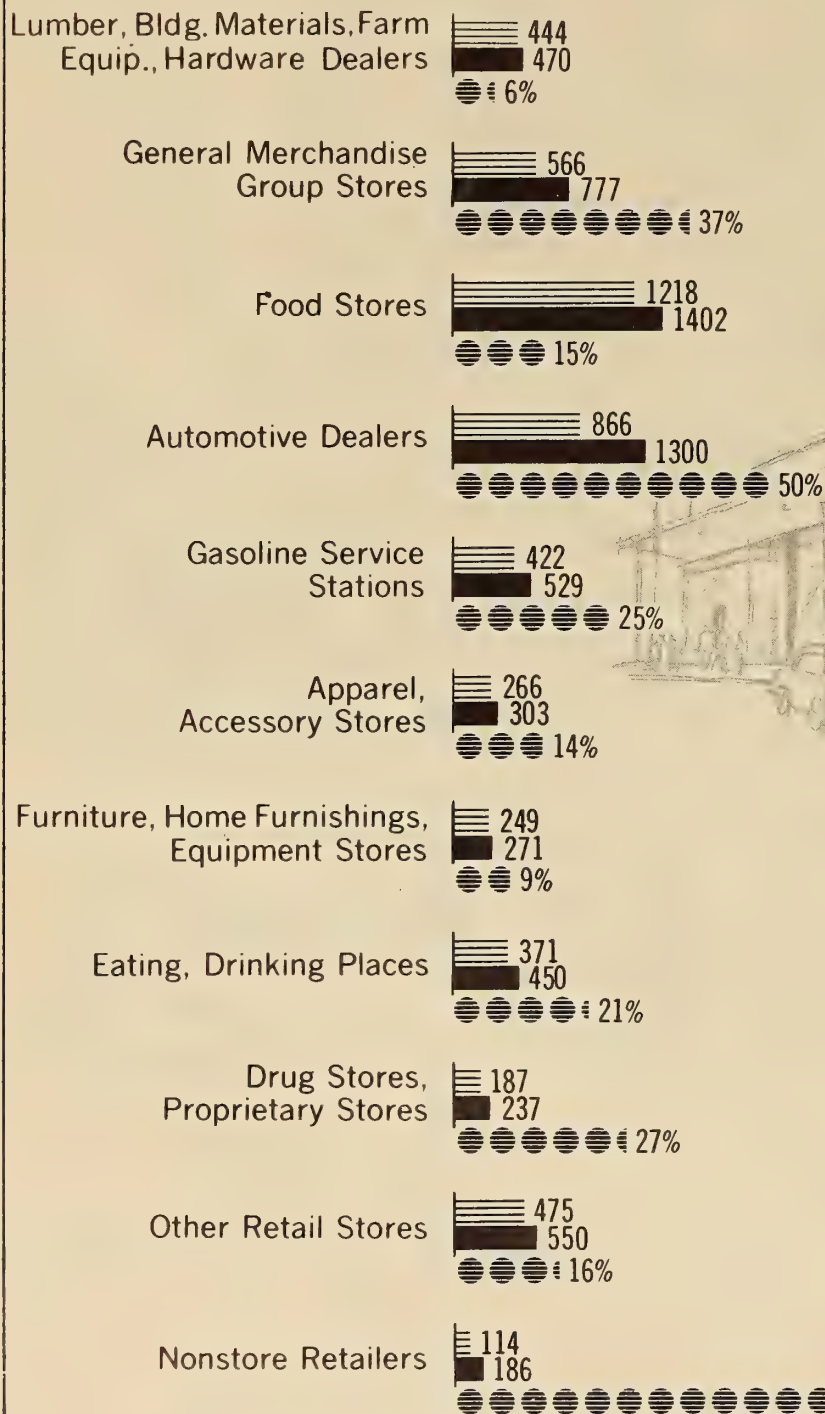 Lumber, Bldg. Materials, Farm
Equip., Hardware Dealers
444
470
6%
General Merchandise
Group Stores
566
777
37%
Food Stores
1218
1402
15%
Automotive Dealers
866
1300
50%
Gasoline Service
Stations
422
529
25%
Apparel,
Accessory Stores
266
303
14%
Furniture, Home Furnishings,
Equipment Stores
249
271
9%
Eating, Drinking Places
371
450
21%
Drug Stores,
Proprietary Stores
187
237
27%
Other Retail Stores
475
550
16%
Nonstore Retailers
114
186